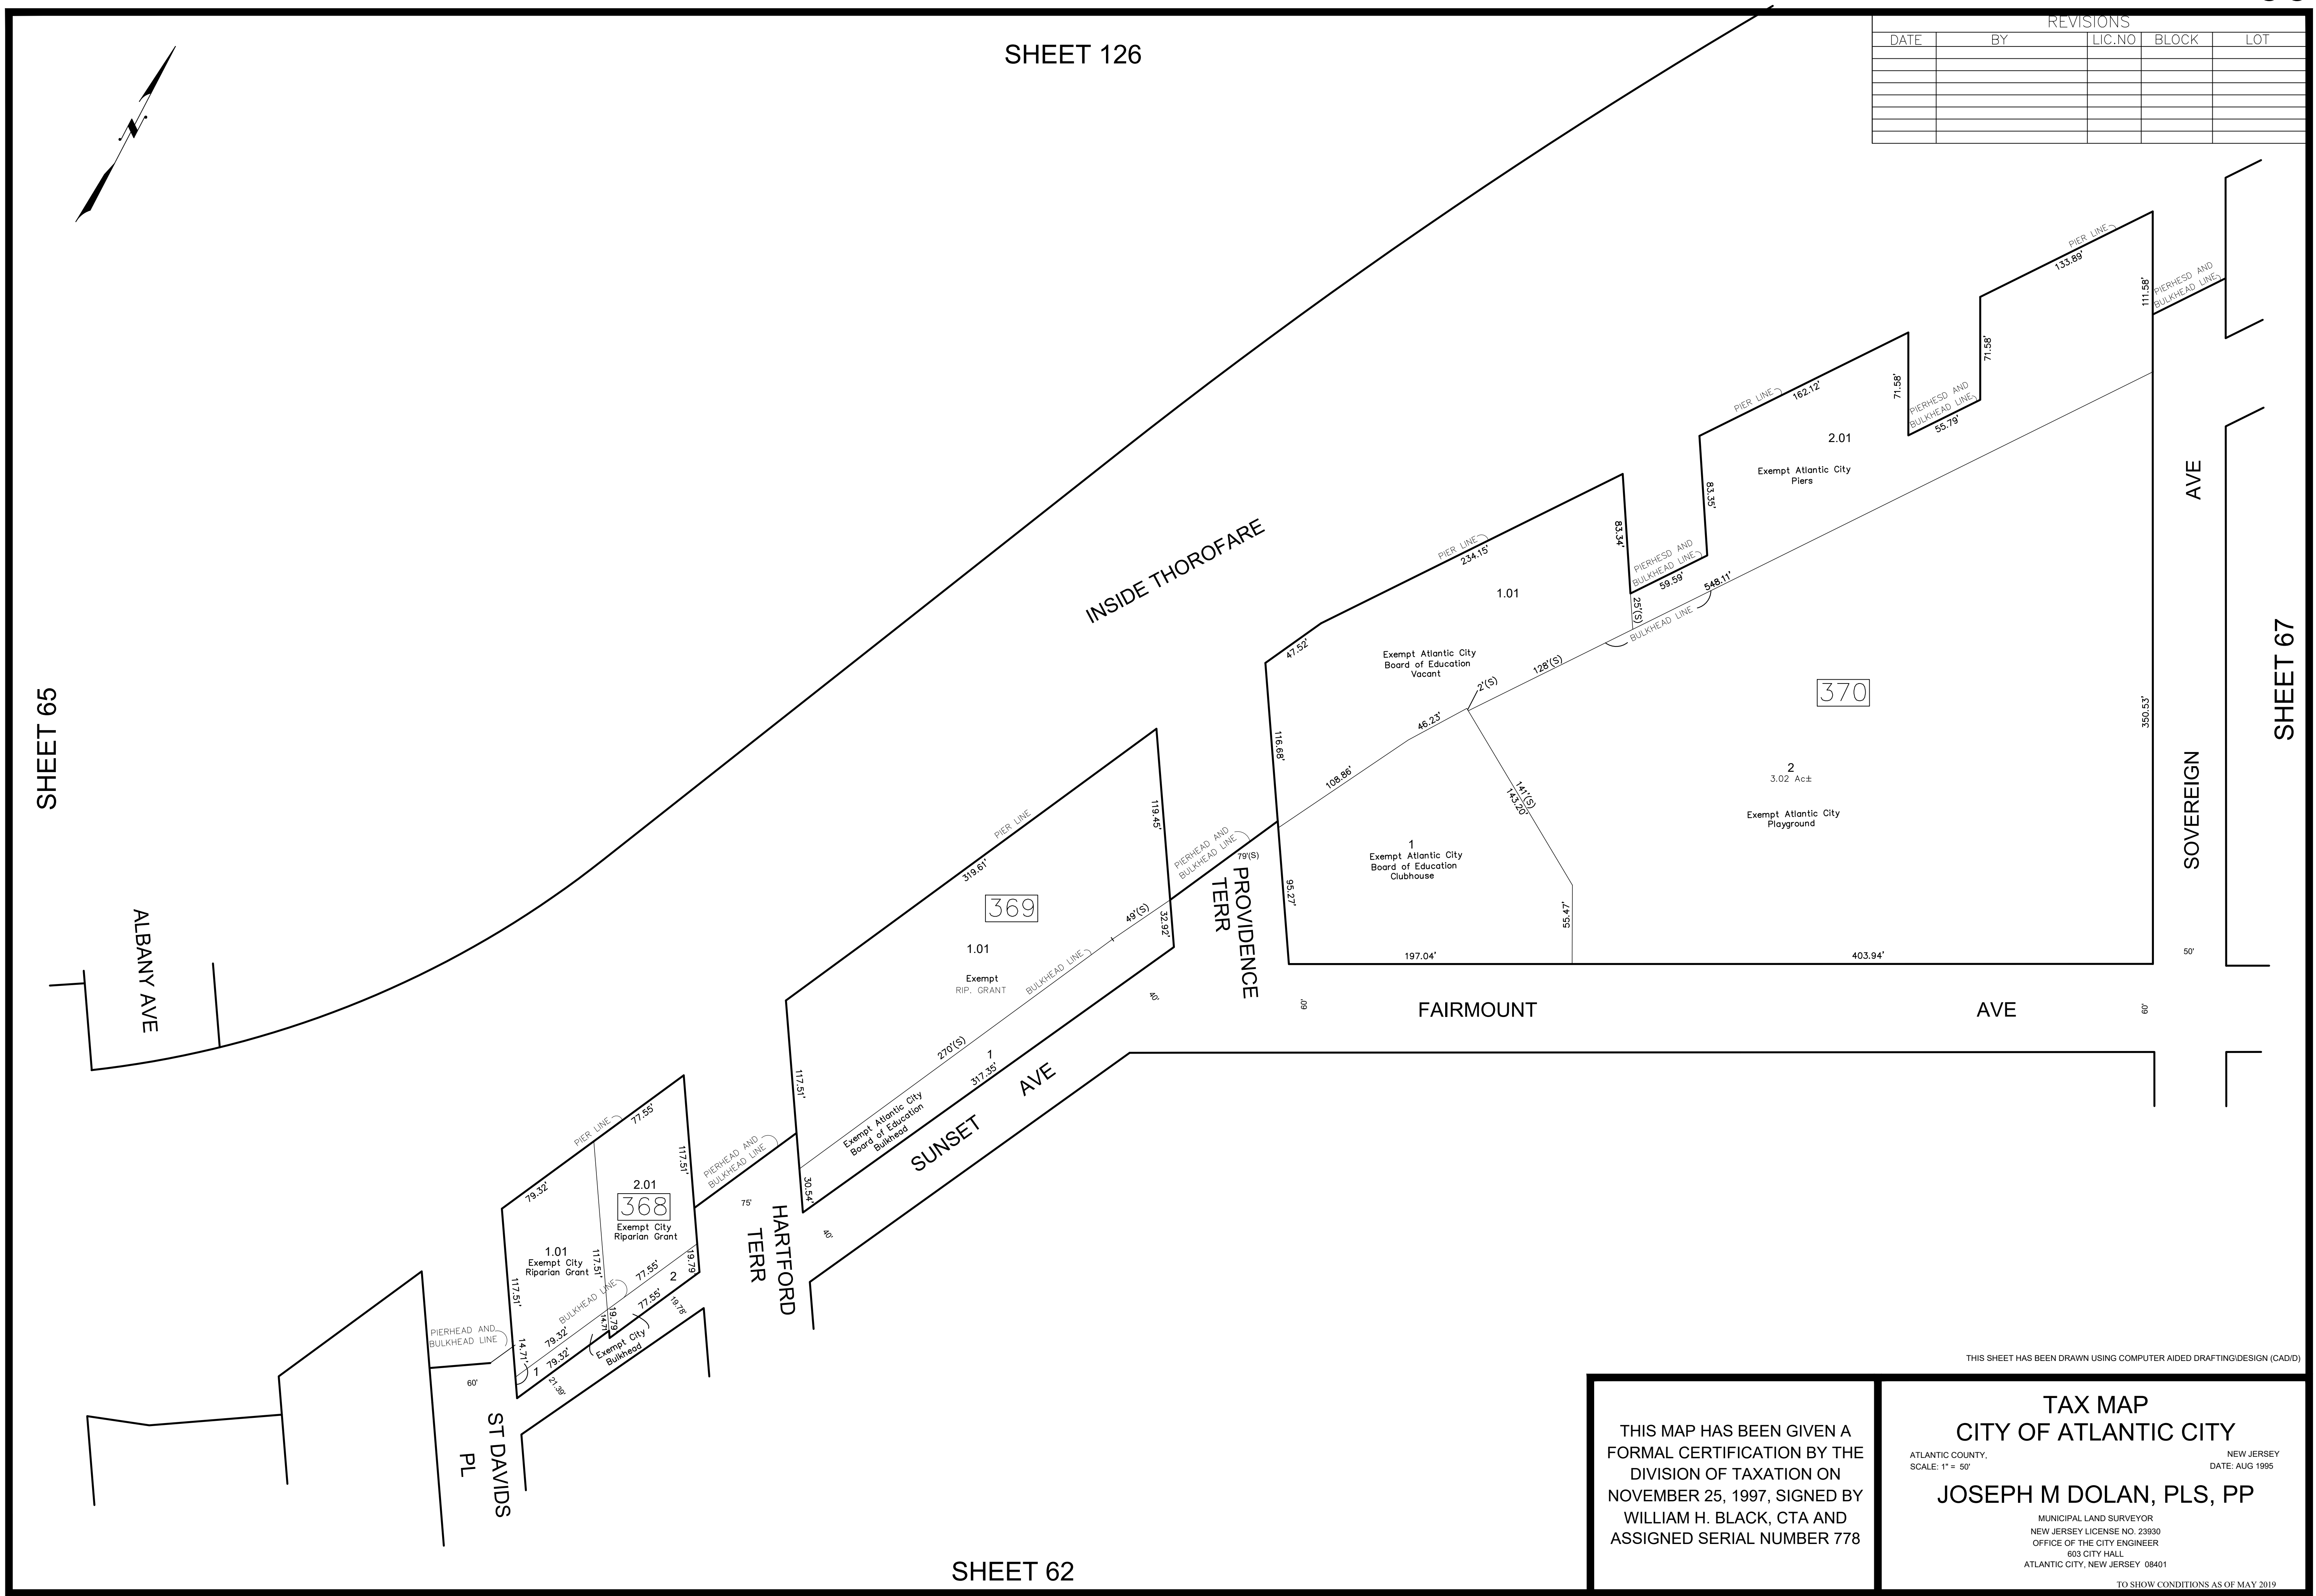 SHEET 126
REVISIONS
DATE BY LIC.NO BLOCK LOT
PIER LINE
133.89'
111.58'
PIERHESD AND
BULKHEAD LINE
71.58'
PIER LINE
162.12'
71.58'
PIERHESD AND
BULKHEAD LINE
55.79'
2.01
Exempt Atlantic City
Piers
83.35'
AVE
INSIDE THOROFARE
PIER LINE
234.15'
83.34'
PIERHESD AND
BULKHEAD LINE
59.59'
548.11'
25'(S)
BULKHEAD LINE
1.01
47.52'
Exempt Atlantic City
Board of Education
Vacant
128'(S)
2'(S)
46.23'
370
350.53'
SHEET 67
SHEET 65
116.68'
108.86'
141'(S)
143.20'
2
3.02 Ac±
Exempt Atlantic City
Playground
SOVEREIGN
PIER LINE
319.61'
119.45'
PIERHEAD AND
BULKHEAD LINE
79'(S)
1
Exempt Atlantic City
Board of Education
Clubhouse
95.27'
55.47'
369
49'(S)
32.92'
PROVIDENCE
TERR
1.01
Exempt
RIP. GRANT
BULKHEAD LINE
197.04'
403.94'
50'
ALBANY AVE
40'
60'
FAIRMOUNT
AVE
60'
270'(S)
1
317.35'
117.51'
Exempt Atlantic City
Board of Education
Bulkhead
SUNSET
AVE
30.54'
40'
PIER LINE
77.55'
117.51'
PIERHEAD AND
BULKHEAD LINE
75'
HARTFORD
TERR
79.32'
2.01
368
Exempt City
Riparian Grant
1.01
Exempt City
Riparian Grant
117.51'
117.51'
19.79
77.55'
2
77.55'
19.78'
BULKHEAD LINE
19.79
14.71
79.32'
79.32'
1
14.71'
21.39'
Exempt City
Bulkhead
PIERHEAD AND
BULKHEAD LINE
60'
ST DAVIDS
PL
SHEET 62
THIS SHEET HAS BEEN DRAWN USING COMPUTER AIDED DRAFTING\DESIGN (CAD/D)
THIS MAP HAS BEEN GIVEN A
FORMAL CERTIFICATION BY THE
DIVISION OF TAXATION ON
NOVEMBER 25, 1997, SIGNED BY
WILLIAM H. BLACK, CTA AND
ASSIGNED SERIAL NUMBER 778
TAX MAP
CITY OF ATLANTIC CITY
ATLANTIC COUNTY, NEW JERSEY
SCALE: 1" = 50' DATE: AUG 1995
JOSEPH M DOLAN, PLS, PP
MUNICIPAL LAND SURVEYOR
NEW JERSEY LICENSE NO. 23930
OFFICE OF THE CITY ENGINEER
603 CITY HALL
ATLANTIC CITY, NEW JERSEY 08401
TO SHOW CONDITIONS AS OF MAY 2019